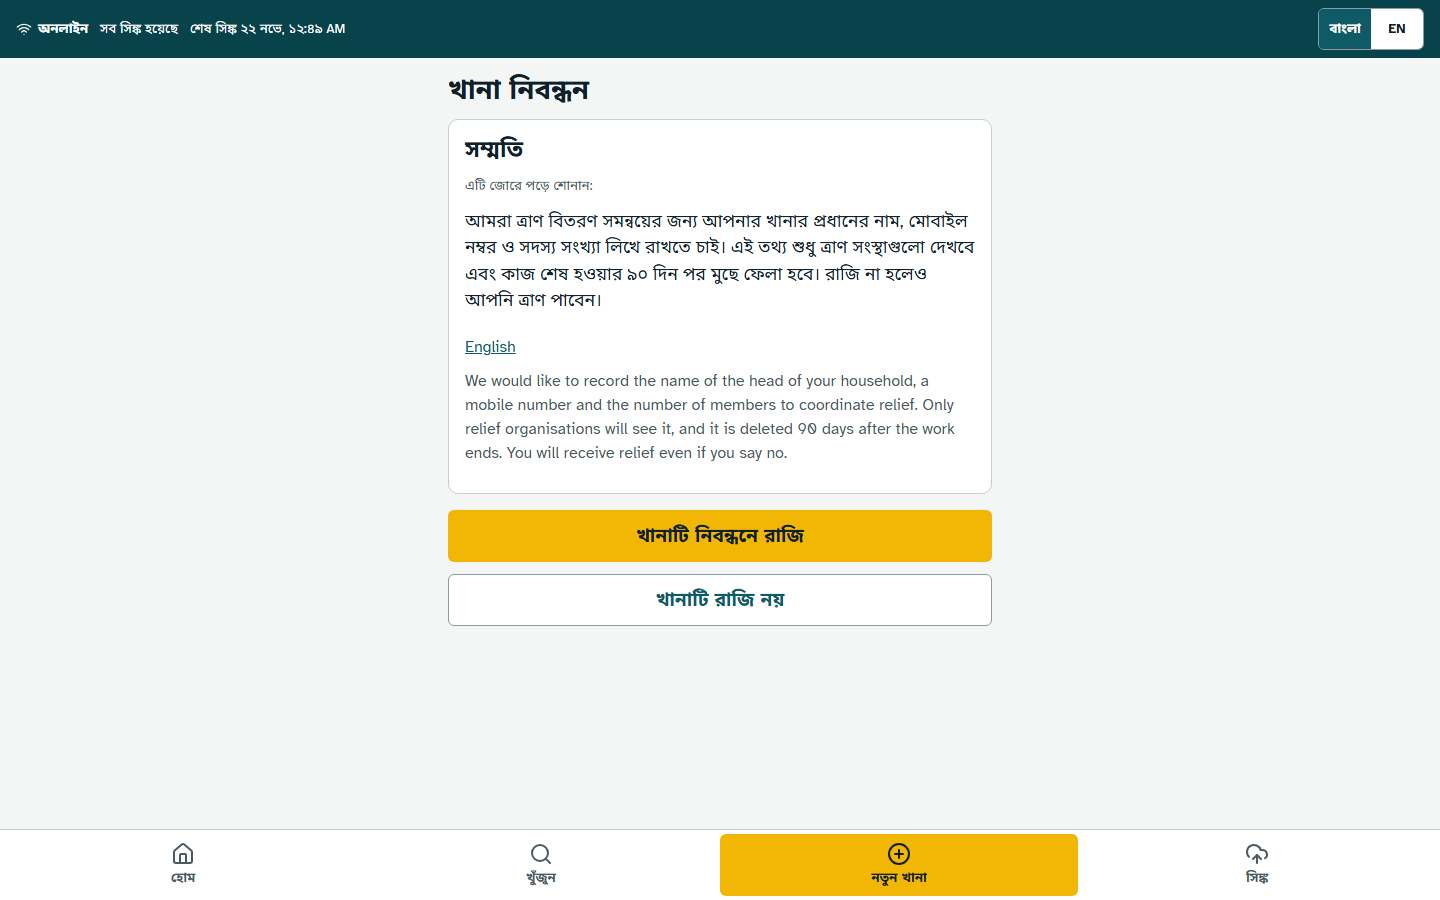 অনলাইন সব সিঙ্ক হয়েছে শেষ সিঙ্ক ২২ নভে, ১২:৪৯ AM
বাংলা EN
খানা নিবন্ধন
সম্মতি
এটি জোরে পড়ে শোনান:
আমরা ত্রাণ বিতরণ সমন্বয়ের জন্য আপনার খানার প্রধানের নাম, মোবাইল
নম্বর ও সদস্য সংখ্যা লিখে রাখতে চাই। এই তথ্য শুধু ত্রাণ সংস্থাগুলো দেখবে
এবং কাজ শেষ হওয়ার ৯০ দিন পর মুছে ফেলা হবে। রাজি না হলেও
আপনি ত্রাণ পাবেন।
English
We would like to record the name of the head of your household, a
mobile number and the number of members to coordinate relief. Only
relief organisations will see it, and it is deleted 90 days after the work
ends. You will receive relief even if you say no.
খানাটি নিবন্ধনে রাজি
খানাটি রাজি নয়
হোম খুঁজুন নতুন খানা সিঙ্ক